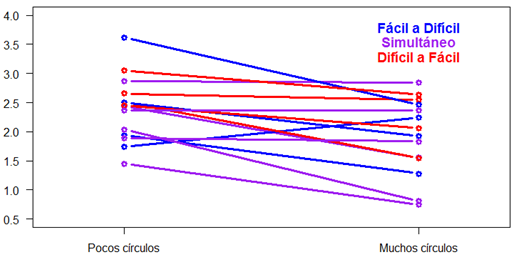 4.0
3.5
3.0
2.5
2.0
1.5
1.0
0.5
Fácil a Difícil
Simultáneo
Difícil a Fácil
Pocos círculos
Muchos círculos